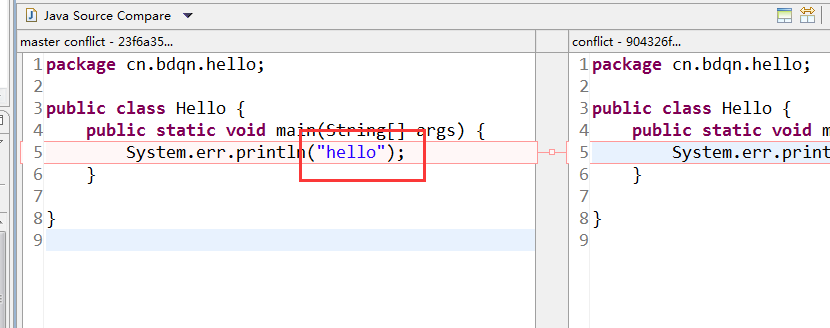 Java Source Compare
master conflict - 23f6a35...
1 package cn.bdqn.hello;
2
3 public class Hello {
4     public static void main(String[] args) {
5         System.err.println("hello");
6     }
7
8 }
9
conflict - 904326f...
1 package cn.bdqn.hello;
2
3 public class Hello {
4     public static void m
5         System.err.print
6     }
7
8 }
9